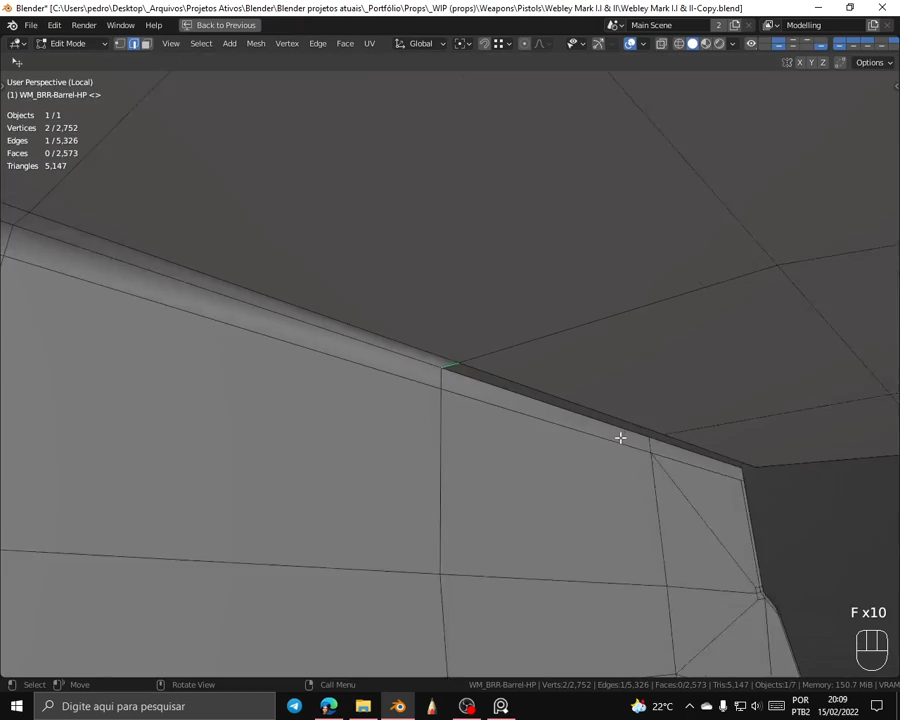 Blender* [C:\Users\pedro\Desktop\_Arquivos\Projetos Ativos\Blender\Blender projetos atuais\_Portfólio\Props\_WIP (props)\Weapons\Pistols\Webley Mark I.I & II\Webley Mark I.I & II-Copy.blend]
File Edit Render Window Help Back to Previous Main Scene 2 Modelling
Edit Mode View Select Add Mesh Vertex Edge Face UV Global
X Y Z Options
User Perspective (Local)
(1) WM_BRR-Barrel-HP <>
Objects 1/1
Vertices 2/2,752
Edges 1/5,326
Faces 0/2,573
Triangles 5,147
F x10
Select Move Rotate View Call Menu WM_BRR-Barrel-HP | Verts:2/2,752 | Edges:1/5,326 | Faces:0/2,573 | Tris:5,147 | Objects:1/7 | Memory: 150.7 MiB | VRAM
Digite aqui para pesquisar 22°C POR PTB2 20:09 15/02/2022